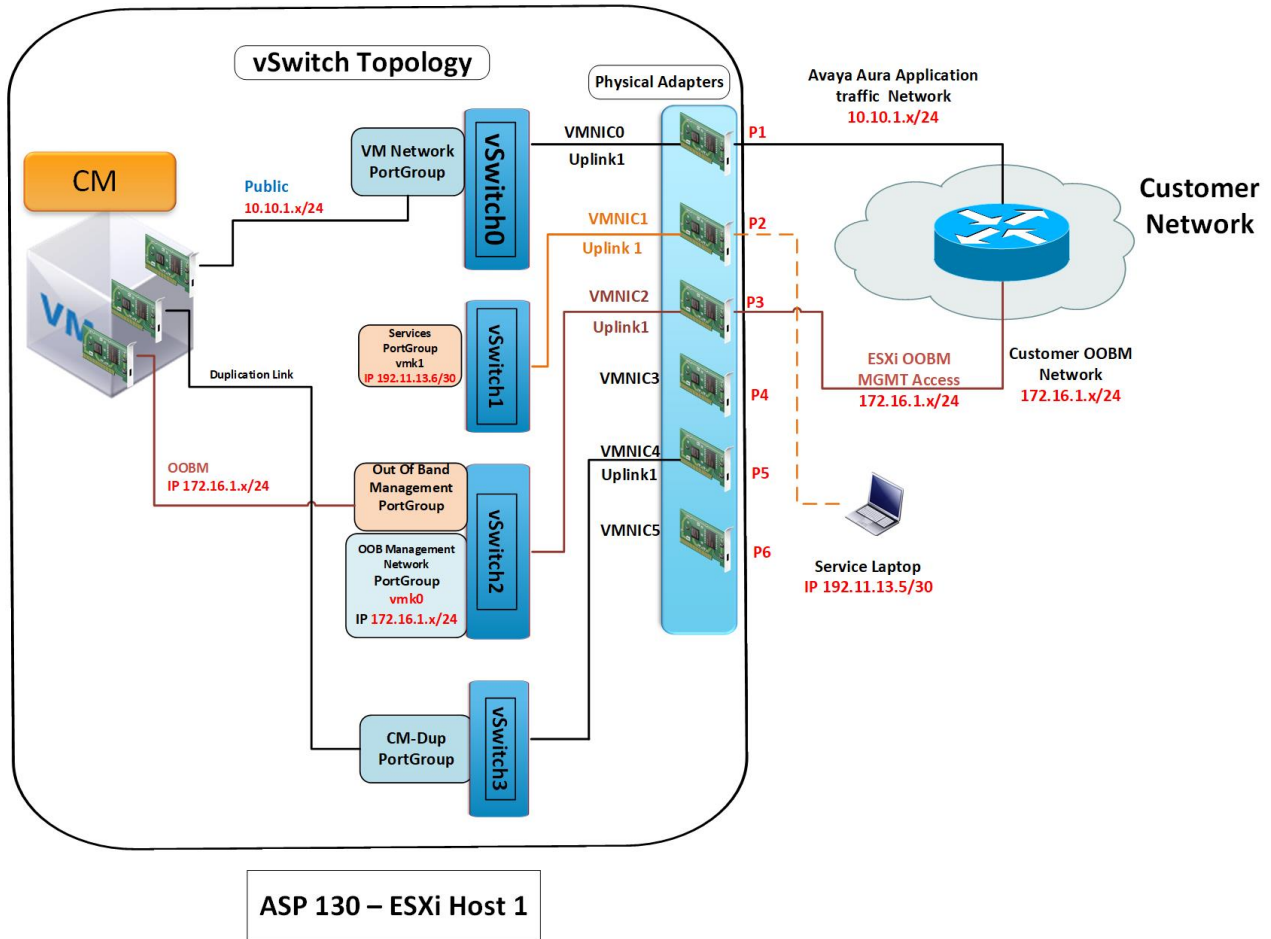 vSwitch Topology
Physical Adapters
Avaya Aura Application
traffic Network
10.10.1.x/24
CM
VM
Public
10.10.1.x/24
VM Network
PortGroup
vSwitch0
VMNIC0
Uplink1
P1
Customer
Network
VMNIC1
Uplink 1
P2
Services
PortGroup
vmk1
IP 192.11.13.6/30
vSwitch1
VMNIC2
Uplink1
P3
Duplication Link
VMNIC3
P4
ESXi OOBM
MGMT Access
172.16.1.x/24
Customer OOBM
Network
172.16.1.x/24
OOBM
IP 172.16.1.x/24
Out Of Band
Management
PortGroup
vSwitch2
OOB Management
Network
PortGroup
vmk0
IP 172.16.1.x/24
VMNIC4
Uplink1
P5
VMNIC5
P6
Service Laptop
IP 192.11.13.5/30
CM-Dup
PortGroup
vSwitch3
ASP 130 – ESXi Host 1